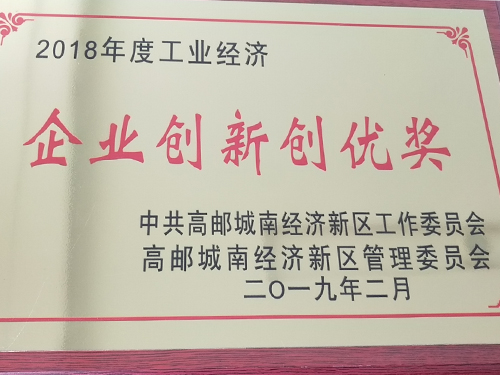 2018年度工业经济
企业创新创优奖
中共高邮城南经济新区工作委员会
高邮城南经济新区管理委员会
二〇一九年二月